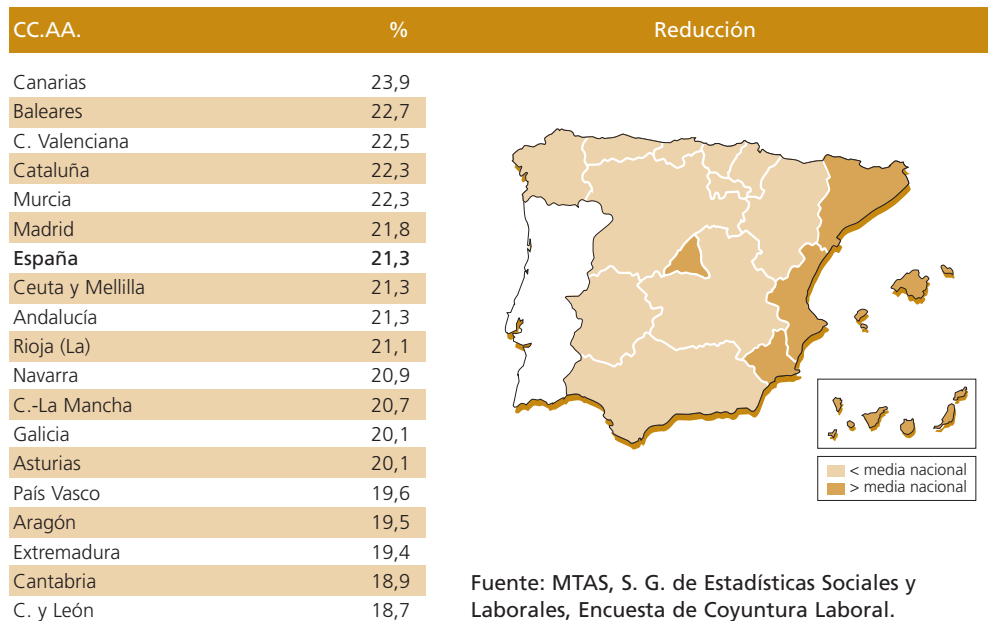 CC.AA. % Reducción
Canarias 23,9
Baleares 22,7
C. Valenciana 22,5
Cataluña 22,3
Murcia 22,3
Madrid 21,8
España 21,3
Ceuta y Mellilla 21,3
Andalucía 21,3
Rioja (La) 21,1
Navarra 20,9
C.-La Mancha 20,7
Galicia 20,1
Asturias 20,1
País Vasco 19,6
Aragón 19,5
Extremadura 19,4
Cantabria 18,9
C. y León 18,7
< media nacional
> media nacional
Fuente: MTAS, S. G. de Estadísticas Sociales y
Laborales, Encuesta de Coyuntura Laboral.